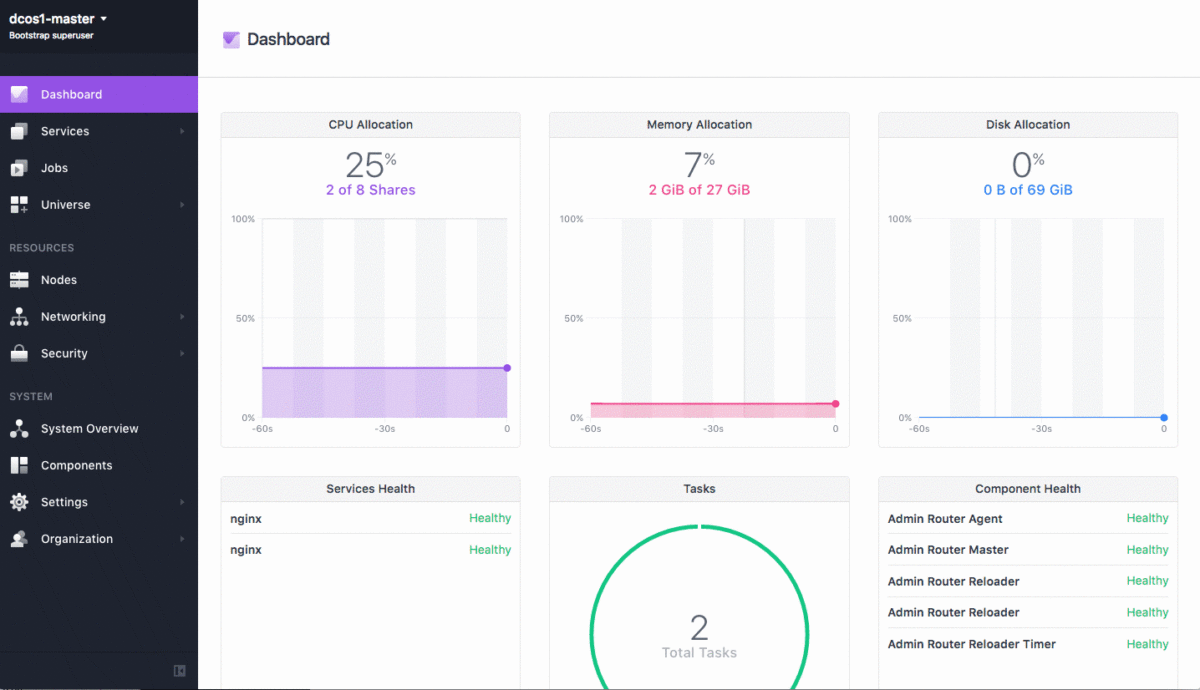 dcos1-master
Bootstrap superuser
Dashboard
Services
Jobs
Universe
RESOURCES
Nodes
Networking
Security
SYSTEM
System Overview
Components
Settings
Organization
Dashboard
CPU Allocation
25%
2 of 8 Shares
100%
50%
0%
-60s -30s 0
Memory Allocation
7%
2 GiB of 27 GiB
100%
50%
0%
-60s -30s 0
Disk Allocation
0%
0 B of 69 GiB
100%
50%
0%
-60s -30s 0
Services Health
nginx Healthy
nginx Healthy
Tasks
2
Total Tasks
Component Health
Admin Router Agent Healthy
Admin Router Master Healthy
Admin Router Reloader Healthy
Admin Router Reloader Healthy
Admin Router Reloader Timer Healthy